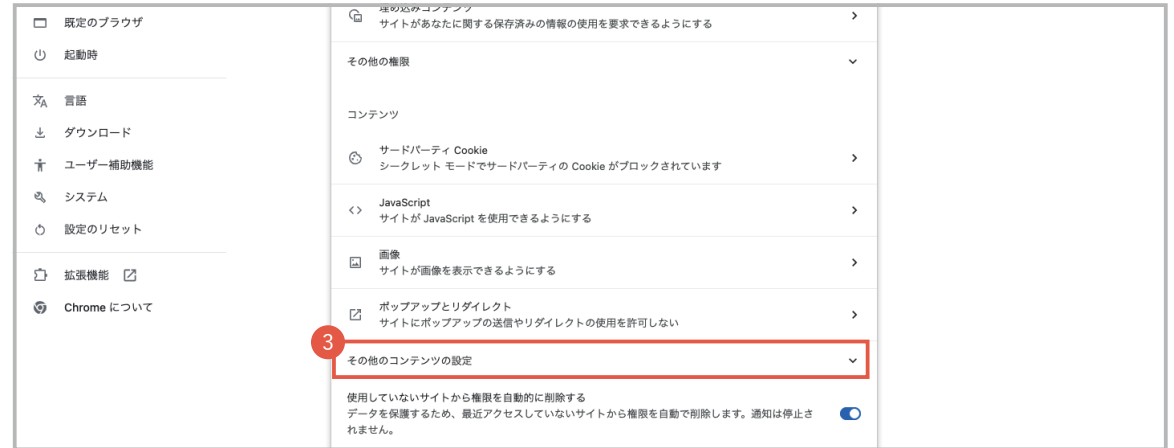 既定のブラウザ
起動時
言語
ダウンロード
ユーザー補助機能
システム
設定のリセット
拡張機能
Chrome について
埋め込みコンテンツ
サイトがあなたに関する保存済みの情報の使用を要求できるようにする
その他の権限
コンテンツ
サードパーティ Cookie
シークレット モードでサードパーティの Cookie がブロックされています
JavaScript
サイトが JavaScript を使用できるようにする
画像
サイトが画像を表示できるようにする
ポップアップとリダイレクト
サイトにポップアップの送信やリダイレクトの使用を許可しない
3
その他のコンテンツの設定
使用していないサイトから権限を自動的に削除する
データを保護するため、最近アクセスしていないサイトから権限を自動で削除します。通知は停止さ
れません。